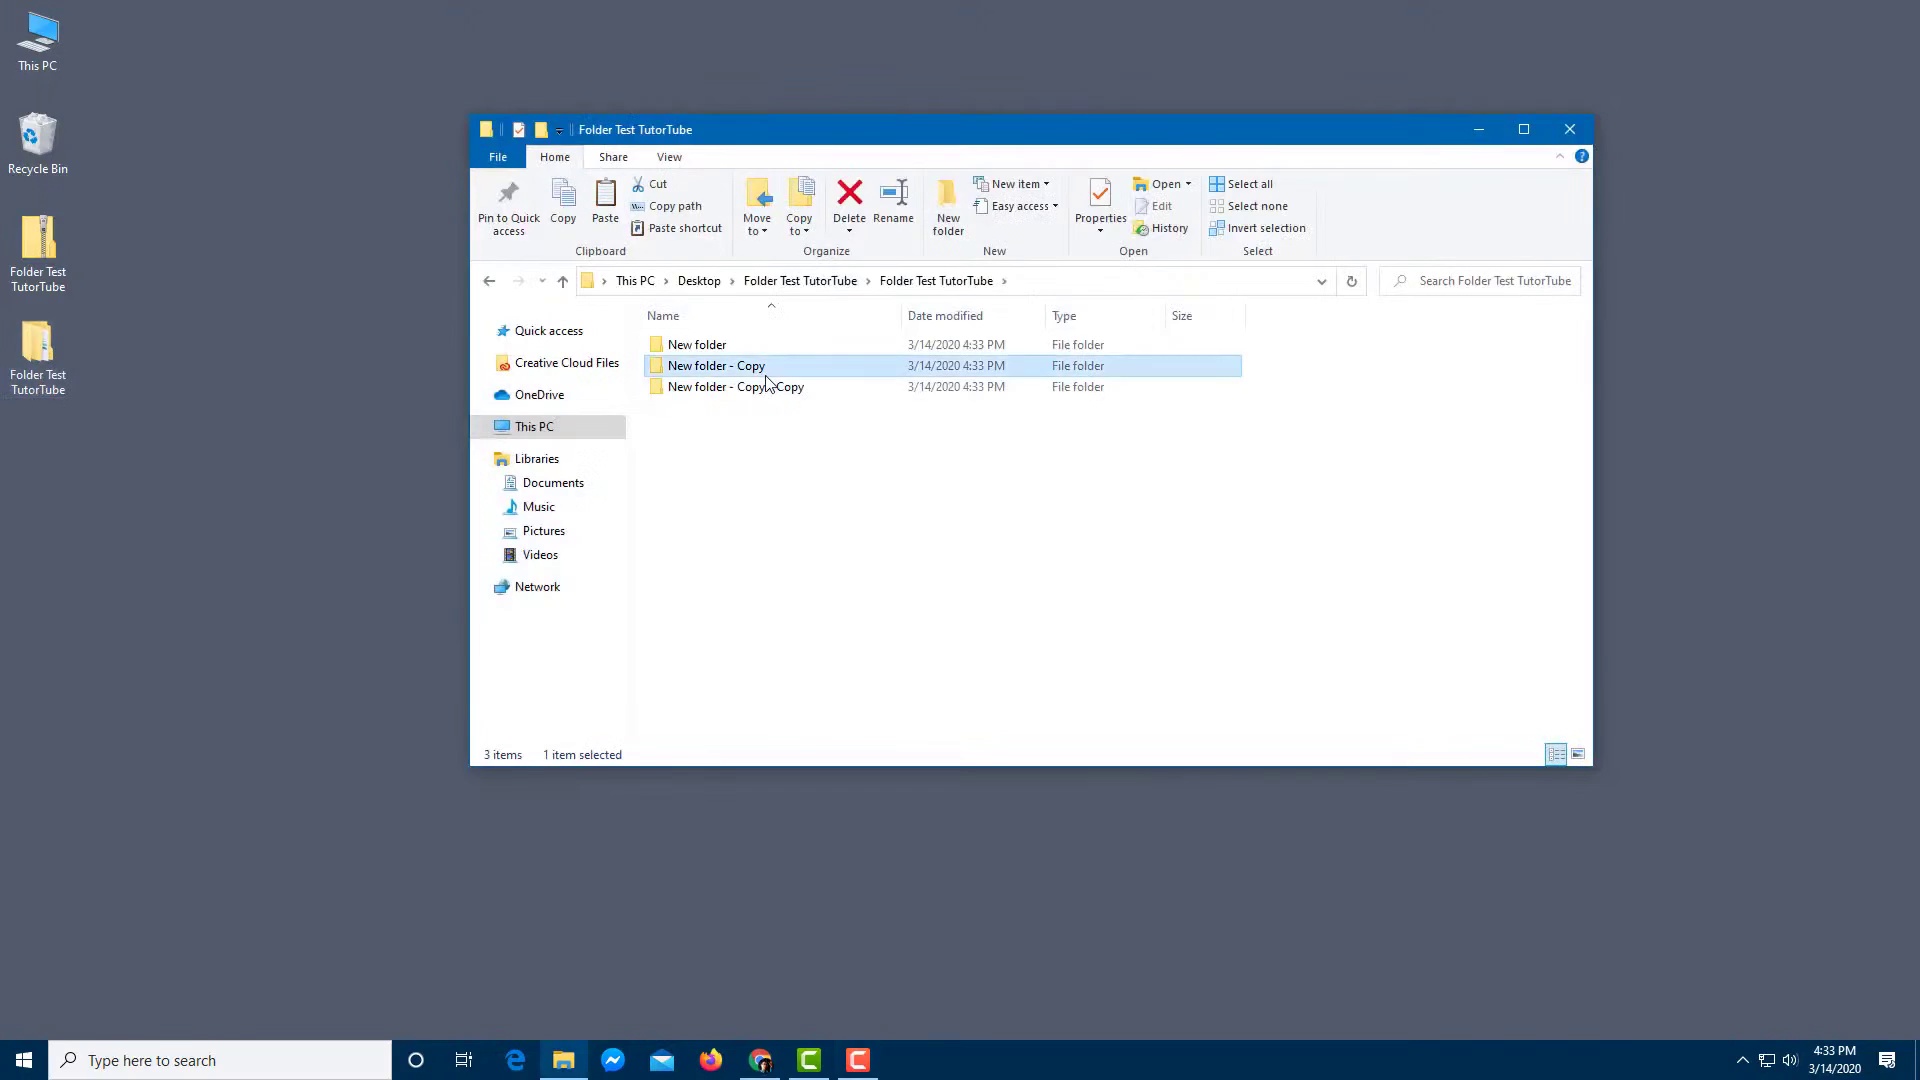 This PC
Recycle Bin
Folder Test
TutorTube
Folder Test
TutorTube
Folder Test TutorTube
File Home Share View
Pin to Quick
access
Copy
Paste
Cut
Copy path
Paste shortcut
Clipboard
Move
to
Copy
to
Delete
Rename
Organize
New
folder
New item
Easy access
New
Properties
Open
Edit
History
Open
Select all
Select none
Invert selection
Select
This PC Desktop Folder Test TutorTube Folder Test TutorTube
Search Folder Test TutorTube
Quick access
Creative Cloud Files
OneDrive
This PC
Libraries
Documents
Music
Pictures
Videos
Network
Name Date modified Type Size
New folder 3/14/2020 4:33 PM File folder
New folder - Copy 3/14/2020 4:33 PM File folder
New folder - Copy - Copy 3/14/2020 4:33 PM File folder
3 items 1 item selected
Type here to search
4:33 PM
3/14/2020